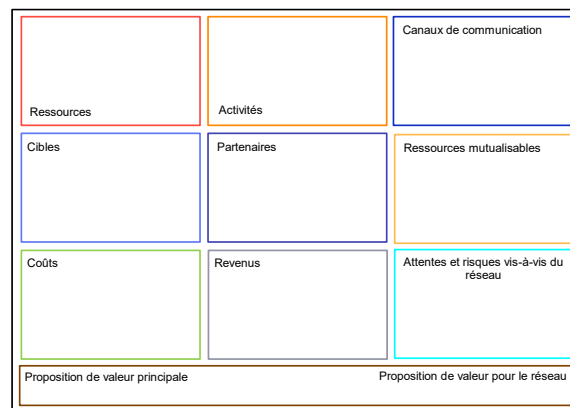 Canaux de communication
Ressources
Activités
Cibles
Partenaires
Ressources mutualisables
Coûts
Revenus
Attentes et risques vis-à-vis du
réseau
Proposition de valeur principale
Proposition de valeur pour le réseau